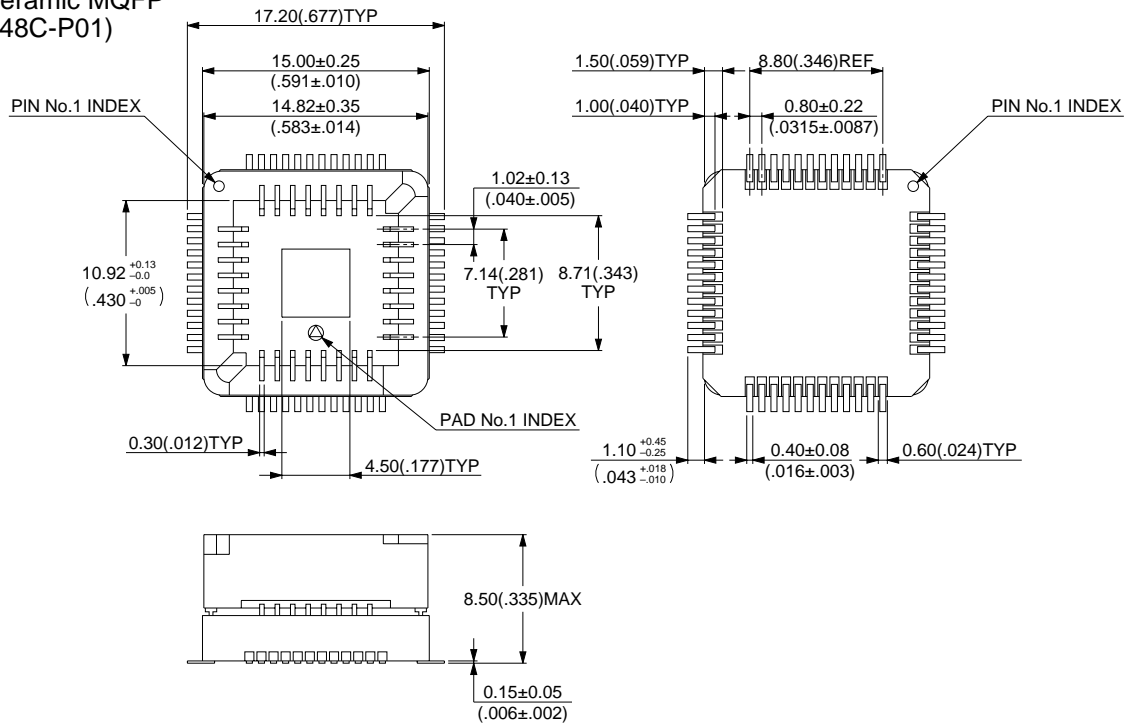 eramic MQFP
48C-P01)
17.20(.677)TYP
15.00±0.25
(.591±.010)
14.82±0.35
(.583±.014)
PIN No.1 INDEX
1.02±0.13
(.040±.005)
10.92 +0.13 –0.0
(.430 +.005 –0)
7.14(.281)
TYP
8.71(.343)
TYP
PAD No.1 INDEX
0.30(.012)TYP
4.50(.177)TYP
1.50(.059)TYP
8.80(.346)REF
1.00(.040)TYP
0.80±0.22
(.0315±.0087)
PIN No.1 INDEX
1.10 +0.45 –0.25
(.043 +.018 –.010)
0.40±0.08
(.016±.003)
0.60(.024)TYP
8.50(.335)MAX
0.15±0.05
(.006±.002)